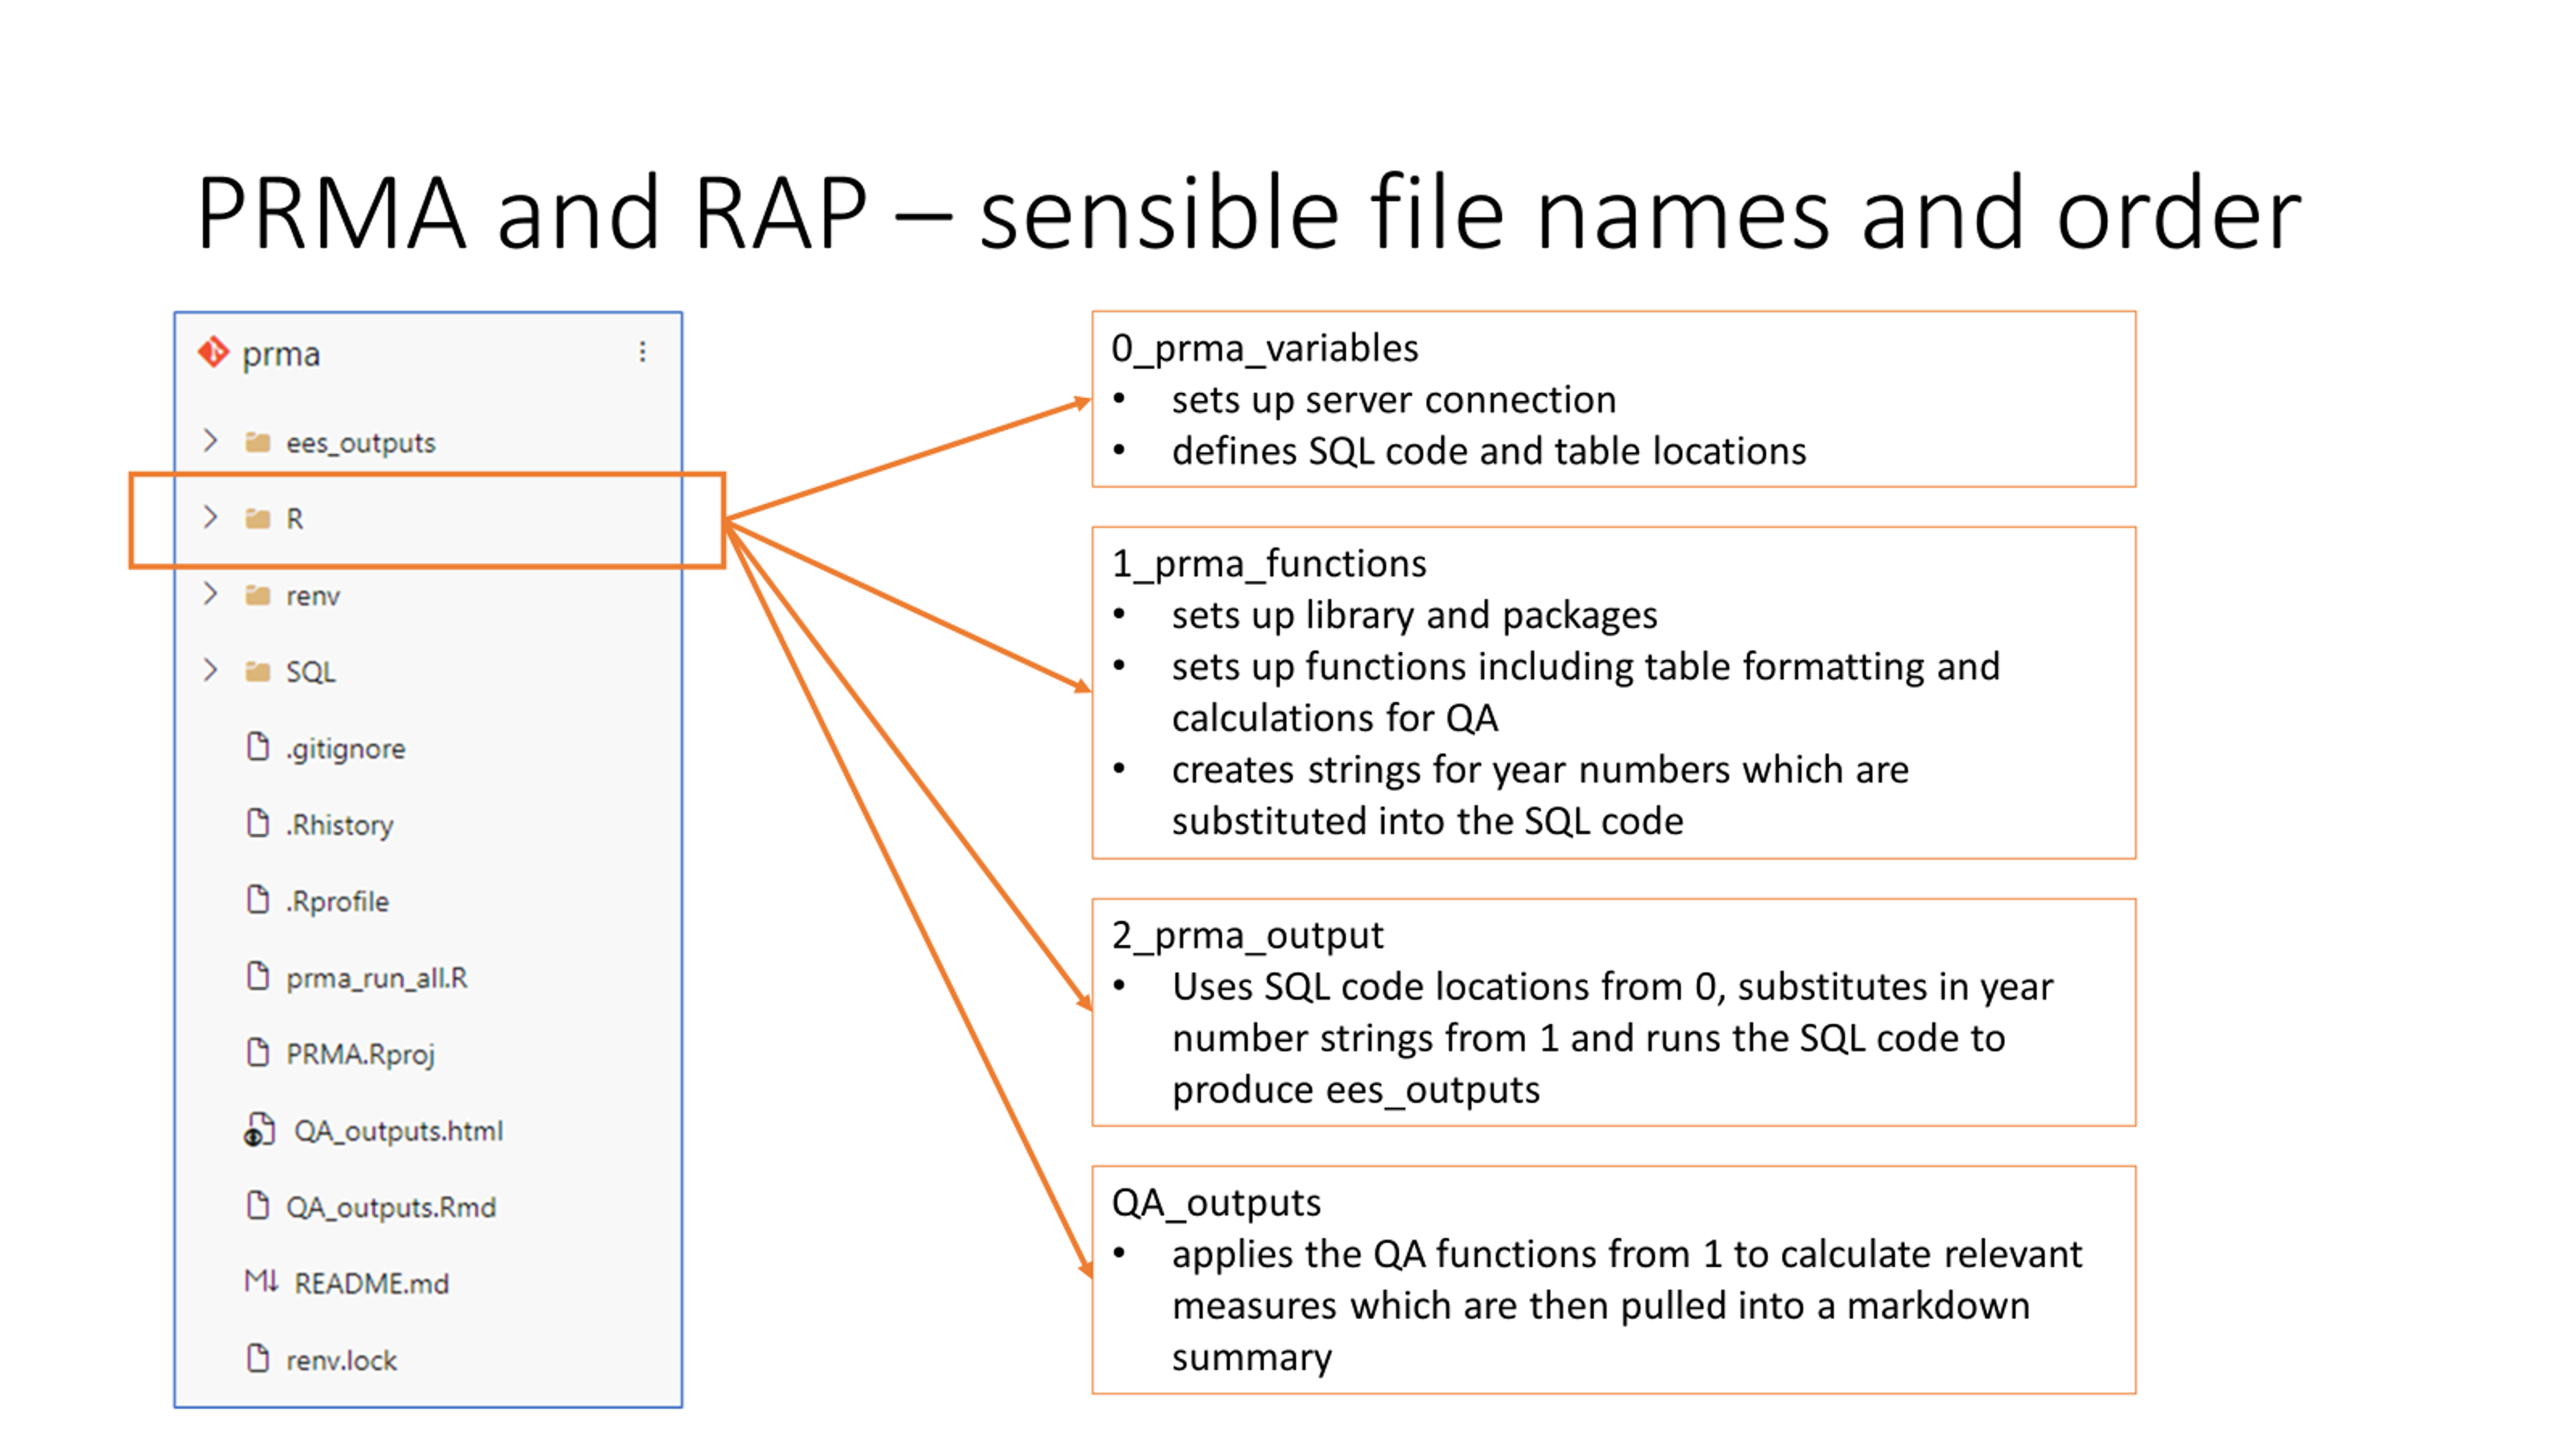 PRMA and RAP – sensible file names and order
prma
ees_outputs
R
renv
SQL
.gitignore
.Rhistory
.Rprofile
prma_run_all.R
PRMA.Rproj
QA_outputs.html
QA_outputs.Rmd
README.md
renv.lock
0_prma_variables
• sets up server connection
• defines SQL code and table locations
1_prma_functions
• sets up library and packages
• sets up functions including table formatting and
calculations for QA
• creates strings for year numbers which are
substituted into the SQL code
2_prma_output
• Uses SQL code locations from 0, substitutes in year
number strings from 1 and runs the SQL code to
produce ees_outputs
QA_outputs
• applies the QA functions from 1 to calculate relevant
measures which are then pulled into a markdown
summary